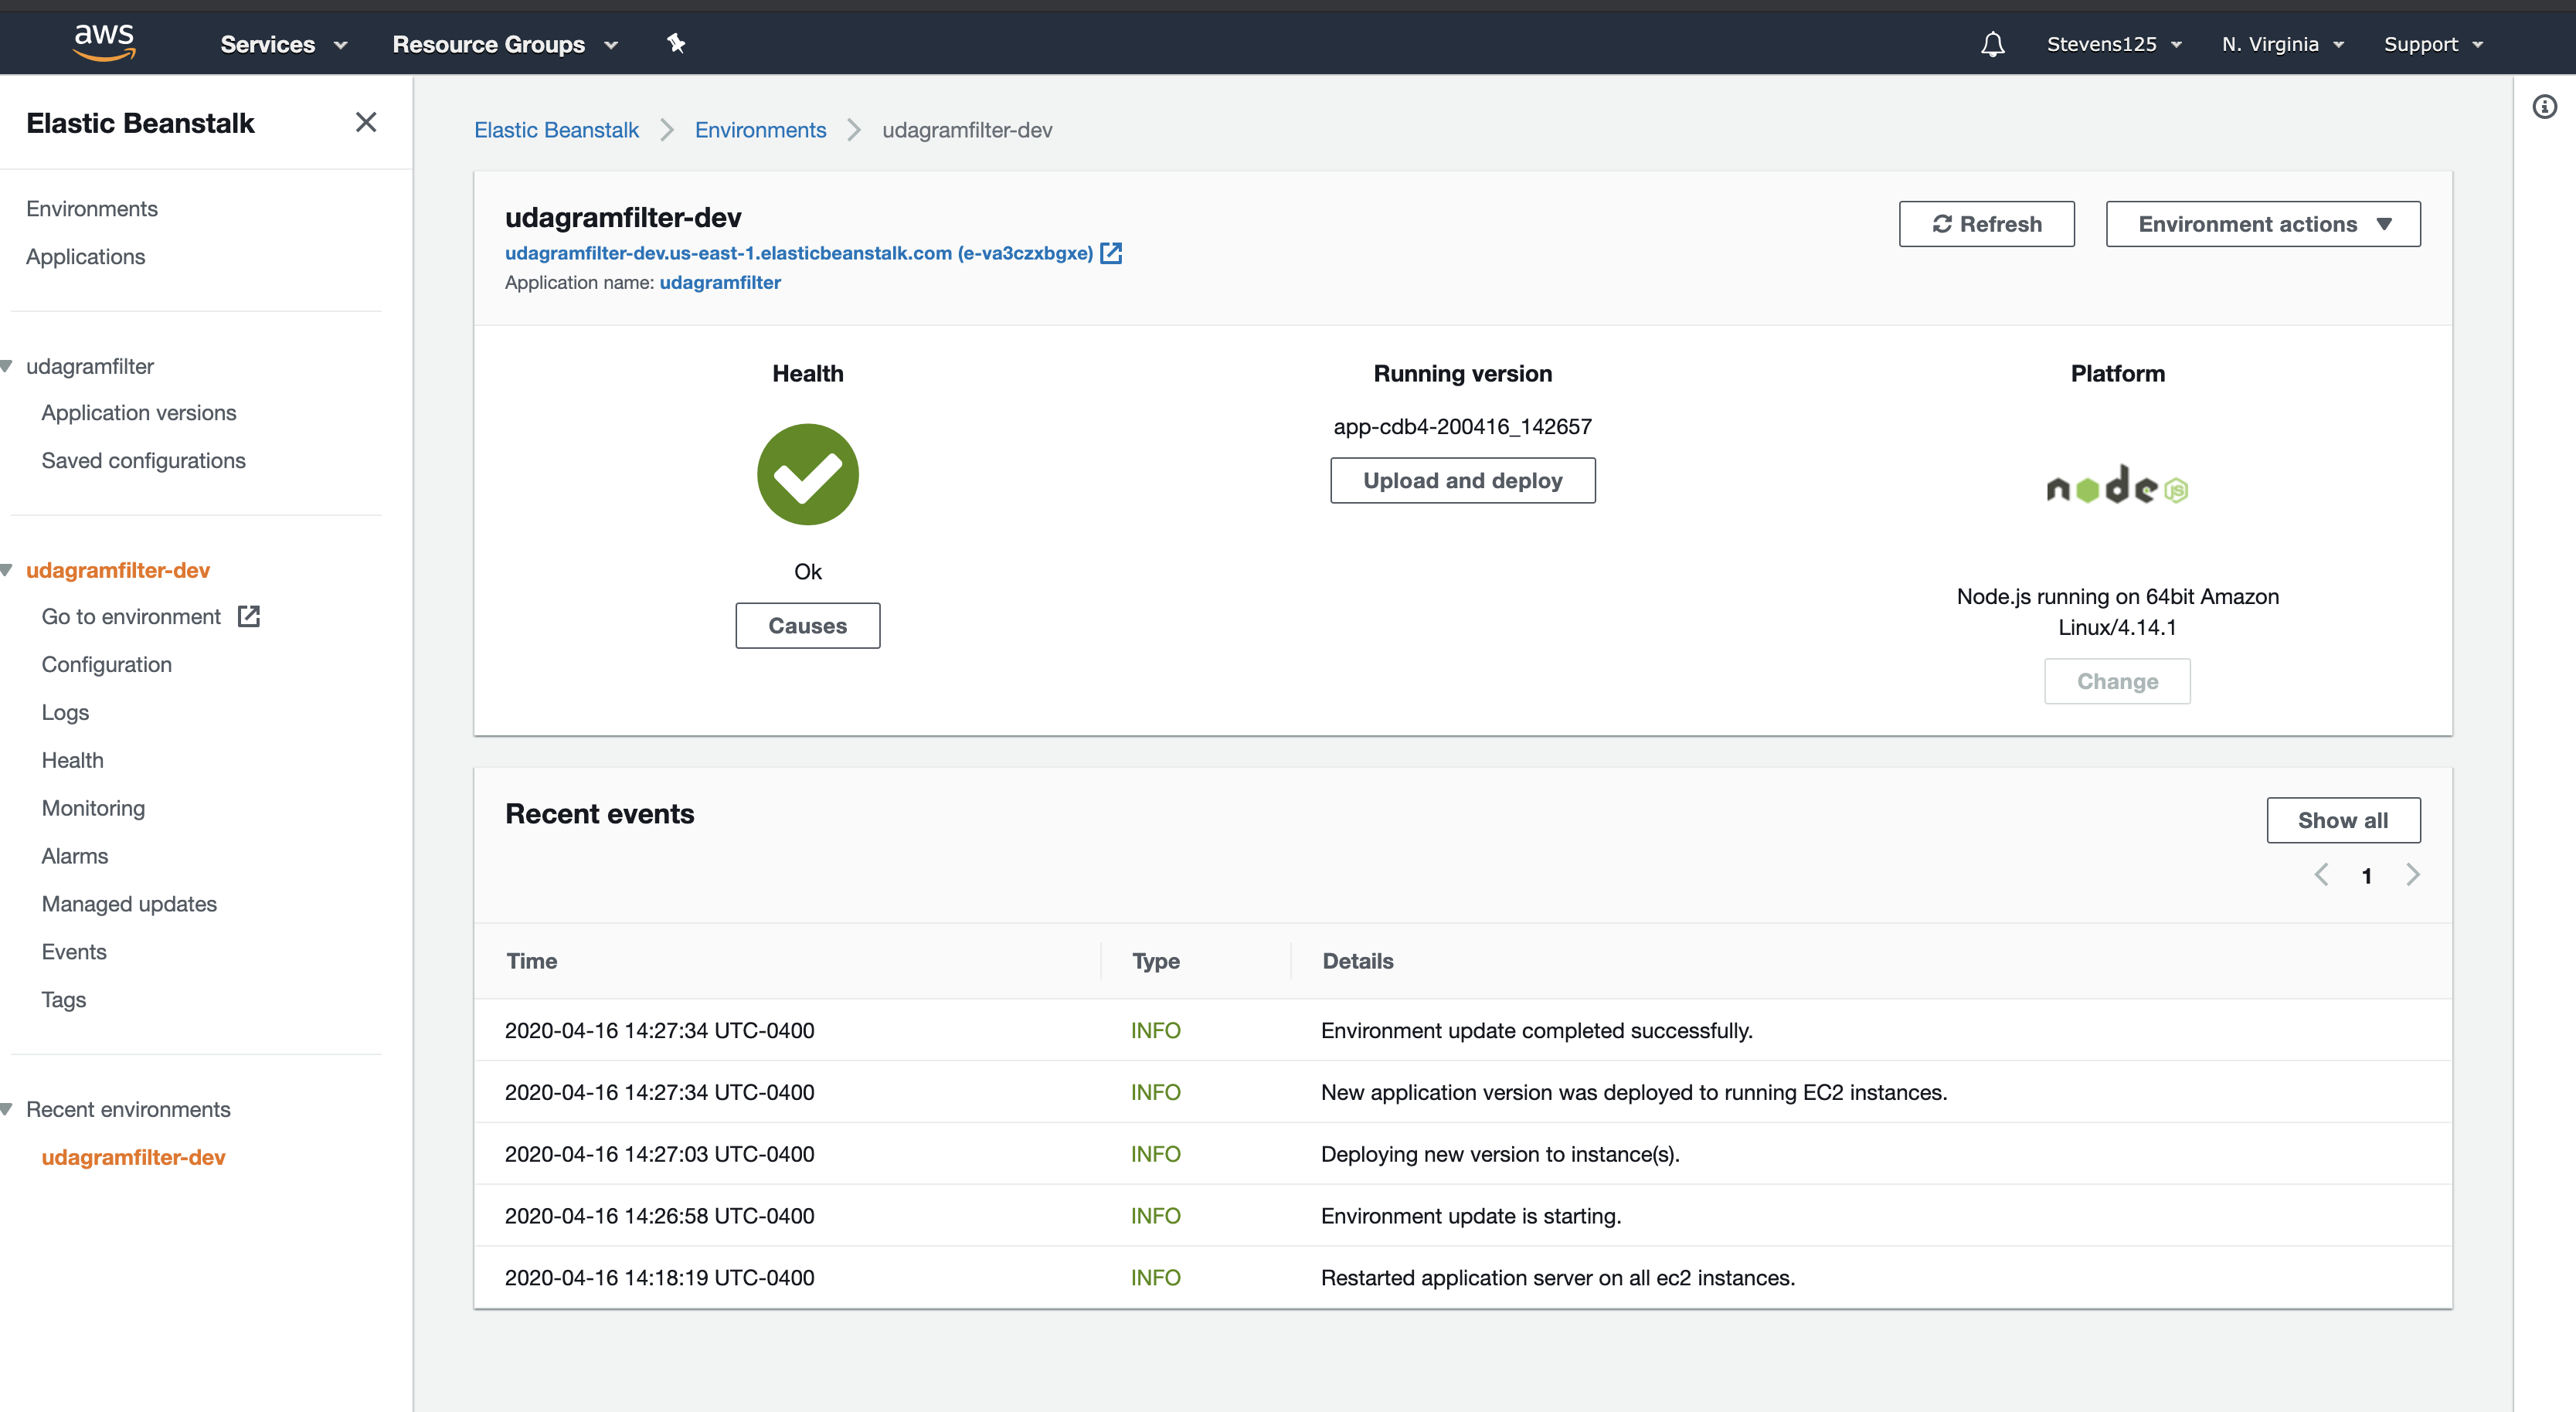 aws
Services
Resource Groups
Stevens125
N. Virginia
Support
Elastic Beanstalk
Environments
Applications
udagramfilter
Application versions
Saved configurations
udagramfilter-dev
Go to environment
Configuration
Logs
Health
Monitoring
Alarms
Managed updates
Events
Tags
Recent environments
udagramfilter-dev
Elastic Beanstalk > Environments > udagramfilter-dev
udagramfilter-dev
udagramfilter-dev.us-east-1.elasticbeanstalk.com (e-va3czxbgxe)
Application name: udagramfilter
Refresh
Environment actions
Health
Ok
Causes
Running version
app-cdb4-200416_142657
Upload and deploy
Platform
node JS
Node.js running on 64bit Amazon
Linux/4.14.1
Change
Recent events
Show all
1
Time Type Details
2020-04-16 14:27:34 UTC-0400 INFO Environment update completed successfully.
2020-04-16 14:27:34 UTC-0400 INFO New application version was deployed to running EC2 instances.
2020-04-16 14:27:03 UTC-0400 INFO Deploying new version to instance(s).
2020-04-16 14:26:58 UTC-0400 INFO Environment update is starting.
2020-04-16 14:18:19 UTC-0400 INFO Restarted application server on all ec2 instances.